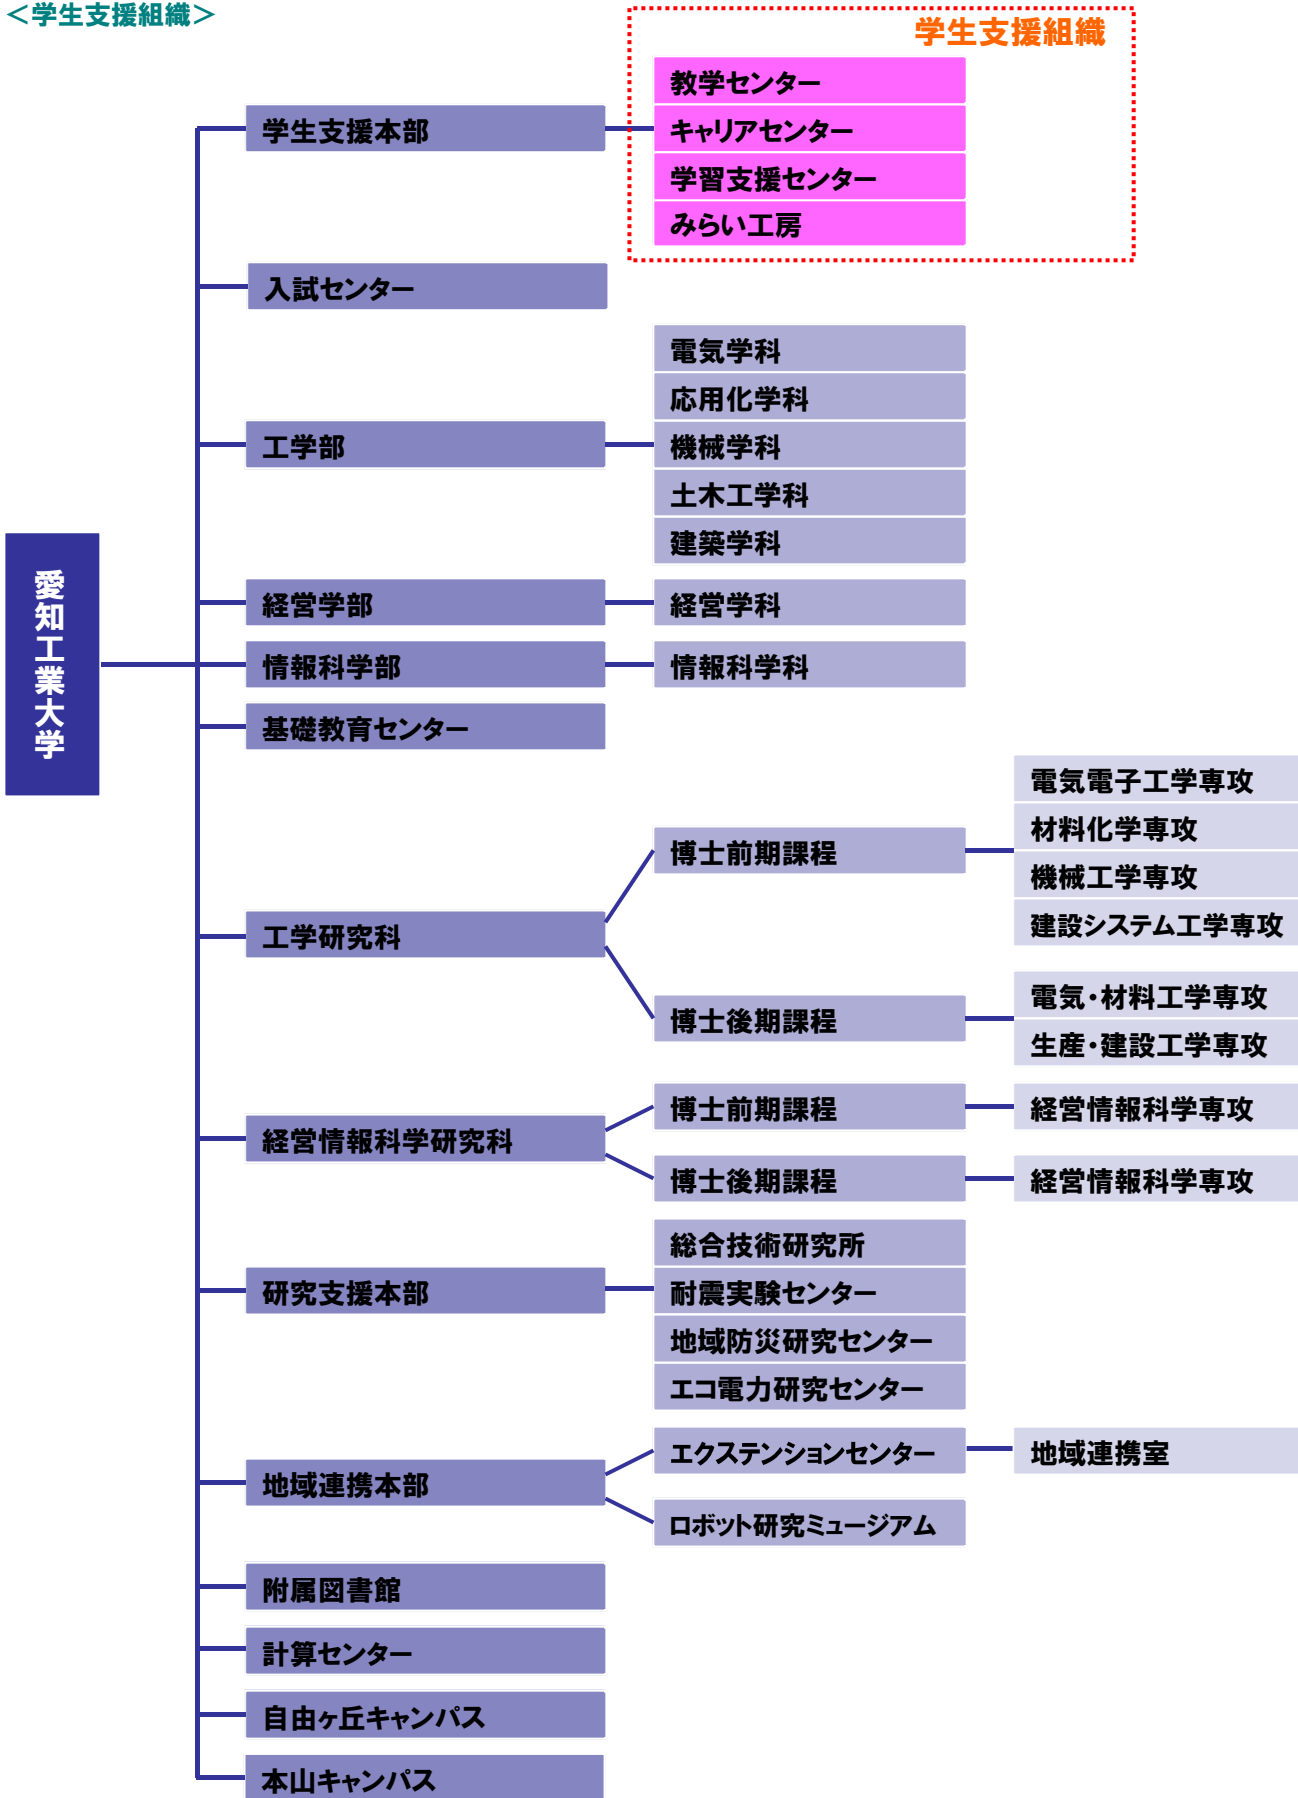 ＜学生支援組織＞
学生支援組織
愛知工業大学
学生支援本部
教学センター
キャリアセンター
学習支援センター
みらい工房
入試センター
工学部
電気学科
応用化学科
機械学科
土木工学科
建築学科
経営学部
経営学科
情報科学部
情報科学科
基礎教育センター
工学研究科
博士前期課程
電気電子工学専攻
材料化学専攻
機械工学専攻
建設システム工学専攻
博士後期課程
電気・材料工学専攻
生産・建設工学専攻
経営情報科学研究科
博士前期課程
経営情報科学専攻
博士後期課程
経営情報科学専攻
研究支援本部
総合技術研究所
耐震実験センター
地域防災研究センター
エコ電力研究センター
地域連携本部
エクステンションセンター
地域連携室
ロボット研究ミュージアム
附属図書館
計算センター
自由ヶ丘キャンパス
本山キャンパス